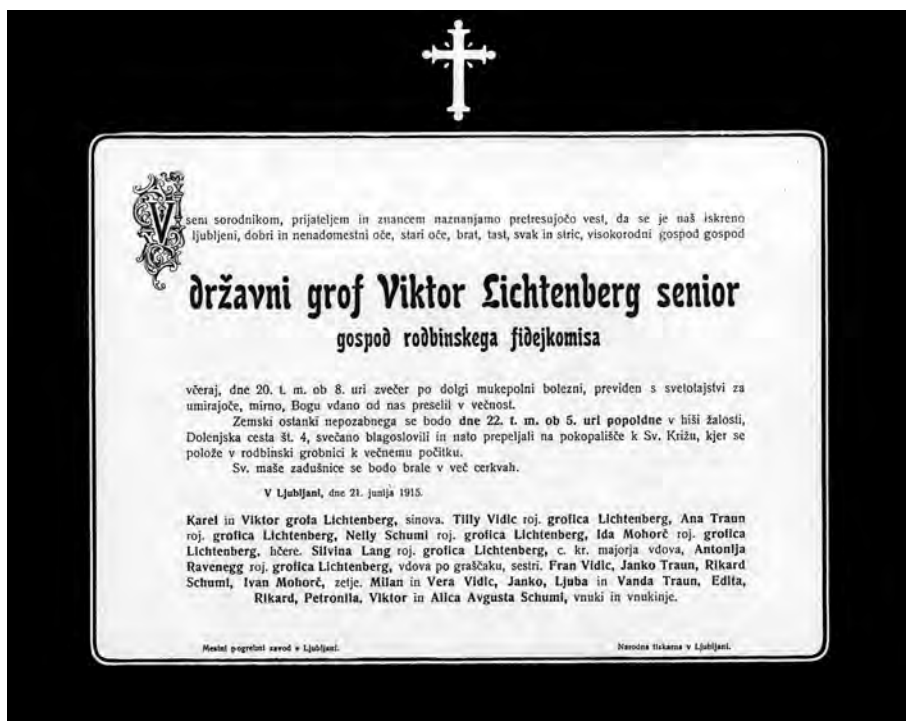 Vsem sorodnikom, prijateljem in znancem naznanjamo pretresujočo vest, da se je naš iskreno
ljubljeni, dobri in nenadomestni oče, stari oče, brat, tast, svak in stric, visokorodni gospod gospod
državni grof Viktor Lichtenberg senior
gospod rodbinskega fidejkomisa
včeraj, dne 20. t. m. ob 8. uri zvečer po dolgi mukepolni bolezni, previden s svetotajstvi za
umirajoče, mirno, Bogu vdano od nas preselil v večnost.
Zemski ostanki nepozabnega se bodo dne 22. t. m. ob 5. uri popoldne v hiši žalosti,
Dolenjska cesta št. 4, svečano blagoslovili in nato prepeljali na pokopališče k Sv. Križu, kjer se
polože v rodbinski grobnici k večnemu počitku.
Sv. maše zadušnice se bodo brale v več cerkvah.
V Ljubljani, dne 21. junija 1915.
Karel in Viktor grofa Lichtenberg, sinova. Tilly Vidic roj. grofica Lichtenberg, Ana Traun
roj. grofica Lichtenberg, Nelly Schumi roj. grofica Lichtenberg, Ida Mohorč roj. grofica
Lichtenberg, hčere. Silvina Lang roj. grofica Lichtenberg, c. kr. majorja vdova, Antonija
Ravenegg roj. grofica Lichtenberg, vdova po graščaku, sestri. Fran Vidic, Janko Traun, Rikard
Schumi, Ivan Mohorč, zetje. Milan in Vera Vidic, Janko, Ljuba in Vanda Traun, Edita,
Rikard, Petronila, Viktor in Alica Avgusta Schumi, vnuki in vnukinje.
Mestni pogrebni zavod v Ljubljani.
Narodna tiskarna v Ljubljani.